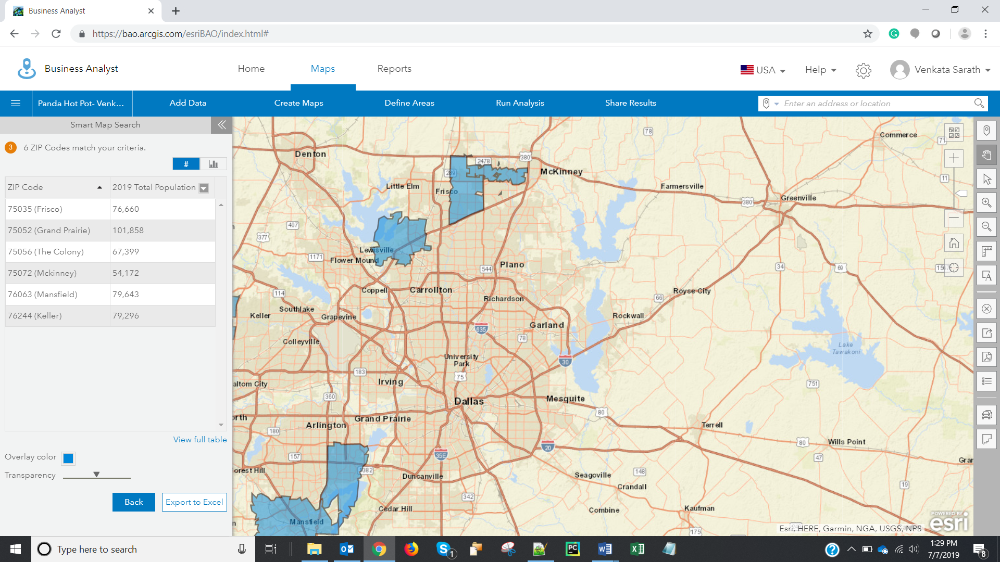 Business Analyst
https://bao.arcgis.com/esriBAO/index.html#
Business Analyst
Home
Maps
Reports
USA
Help
Venkata Sarath
Panda Hot Pot- Venk...
Add Data
Create Maps
Define Areas
Run Analysis
Share Results
Enter an address or location
Smart Map Search
3 6 ZIP Codes match your criteria.
#
ZIP Code 2019 Total Population
75035 (Frisco) 76,660
75052 (Grand Prairie) 101,858
75056 (The Colony) 67,399
75072 (Mckinney) 54,172
76063 (Mansfield) 79,643
76244 (Keller) 79,296
View full table
Overlay color
Transparency
Back
Export to Excel
78
Commerce
71
Denton
380
2478
289
McKinney
11
Little Elm
Frisco
Farmersville
380
Greenville
407
377
Lewisville
Flower Mound
1171
Plano
544
34
69
156
Coppell
Carrollton
114
Richardson
66
Royse City
Southlake
Keller
Grapevine
Rockwall
635
Garland
78
Colleyville
Lake
Tawakoni
University
Park
30
183
75
Irving
altom City
751
360
Dallas
Mesquite
80
orth
Grand Prairie
Arlington
180
Terrell
80
Wills Point
20
35E
157
47
Gran
orest Hill
1382
Duncanville
Seagoville
148
Crandall
19
342
Cedar Hill
Combine
Kaufman
n
Mansfield
175
POWERED BY
esri
Esri, HERE, Garmin, NGA, USGS, NPS
Type here to search
1
PC
1:29 PM
7/7/2019
8